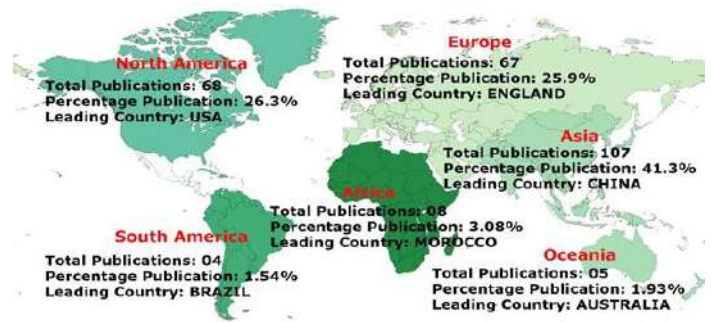 North America
Total Publications: 68
Percentage Publication: 26.3%
Leading Country: USA
Europe
Total Publications: 67
Percentage Publication: 25.9%
Leading Country: ENGLAND
Asia
Total Publications: 107
Percentage Publication: 41.3%
Leading Country: CHINA
Africa
Total Publications: 08
Percentage Publication: 3.08%
Leading Country: MOROCCO
South America
Total Publications: 04
Percentage Publication: 1.54%
Leading Country: BRAZIL
Oceania
Total Publications: 05
Percentage Publication: 1.93%
Leading Country: AUSTRALIA